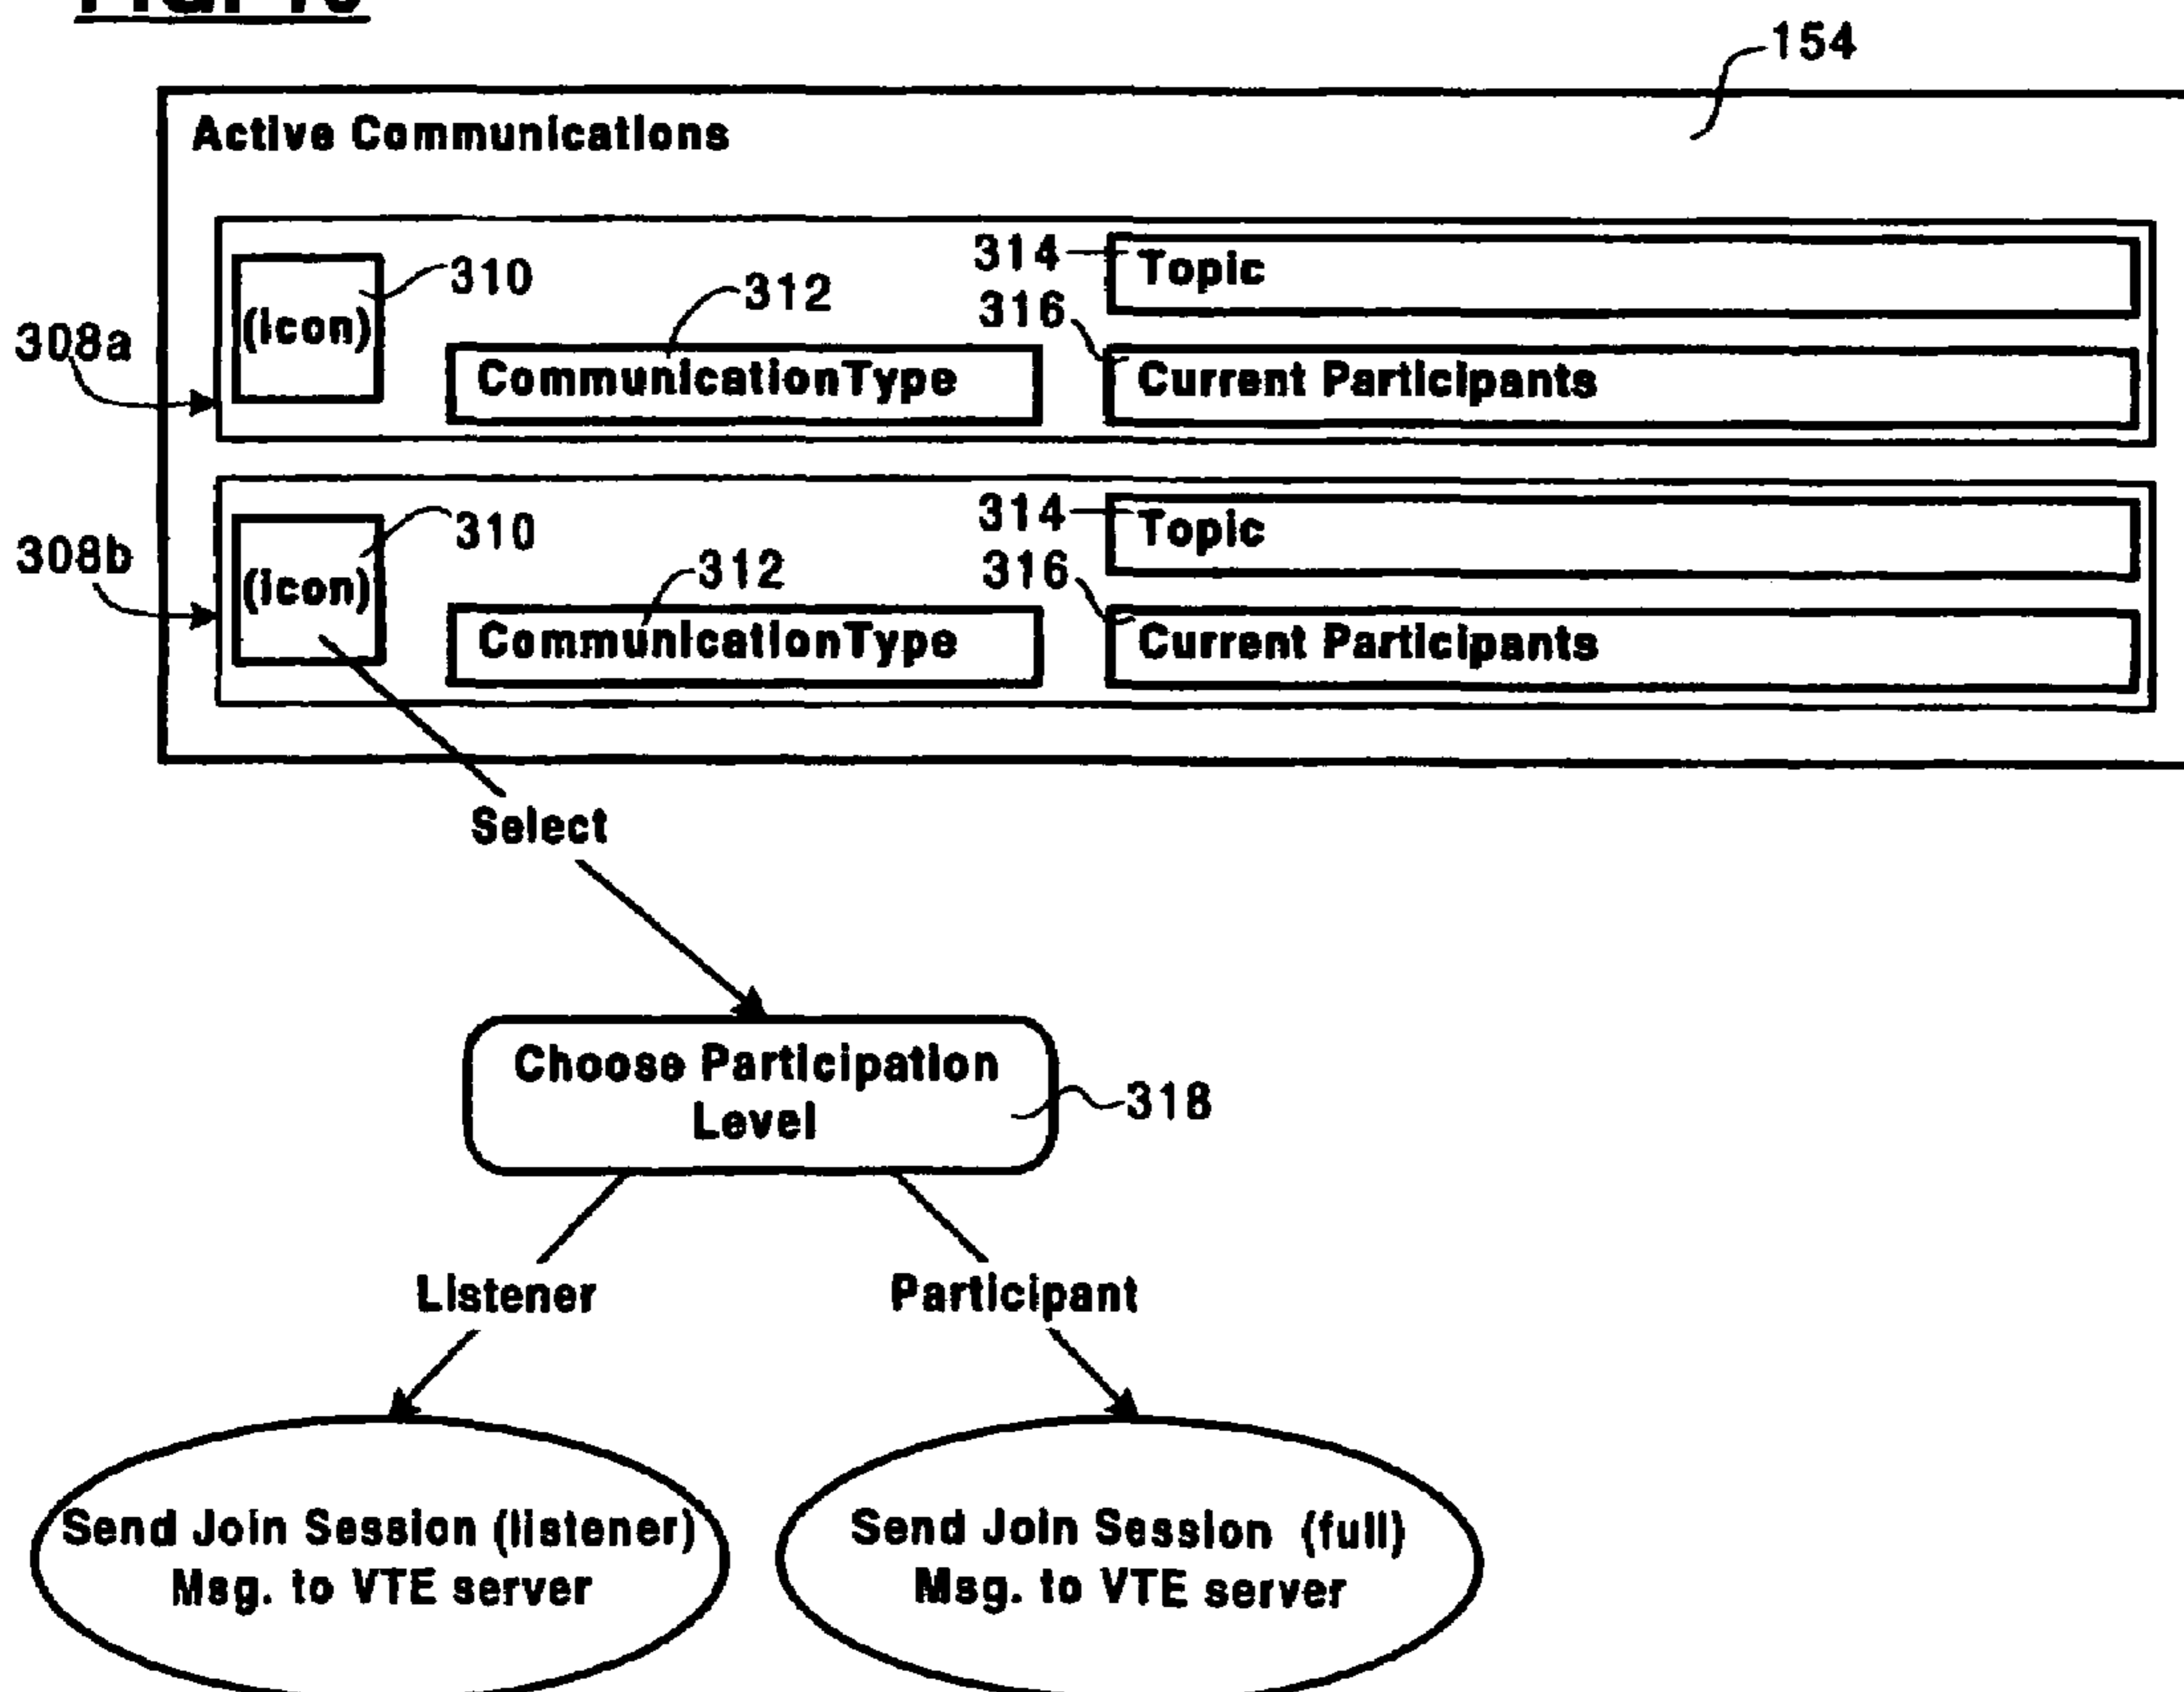 154
Active Communications
314
Topic
310
312
(icon)
316
308a
CommunicationType
Current Participants
314
Topic
310
308b
312
316
(icon)
CommunicationType
Current Participants
Select
Choose Participation
Level
318
Listener
Participant
Send Join Session (listener)
Msg. to VTE server
Send Join Session (full)
Msg. to VTE server